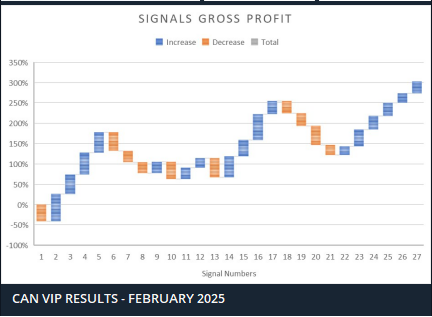 SIGNALS GROSS PROFIT
Increase Decrease Total
350%
300%
250%
200%
150%
100%
50%
0%
-50%
-100%
1 2 3 4 5 6 7 8 9 10 11 12 13 14 15 16 17 18 19 20 21 22 23 24 25 26 27
Signal Numbers
CAN VIP RESULTS - FEBRUARY 2025